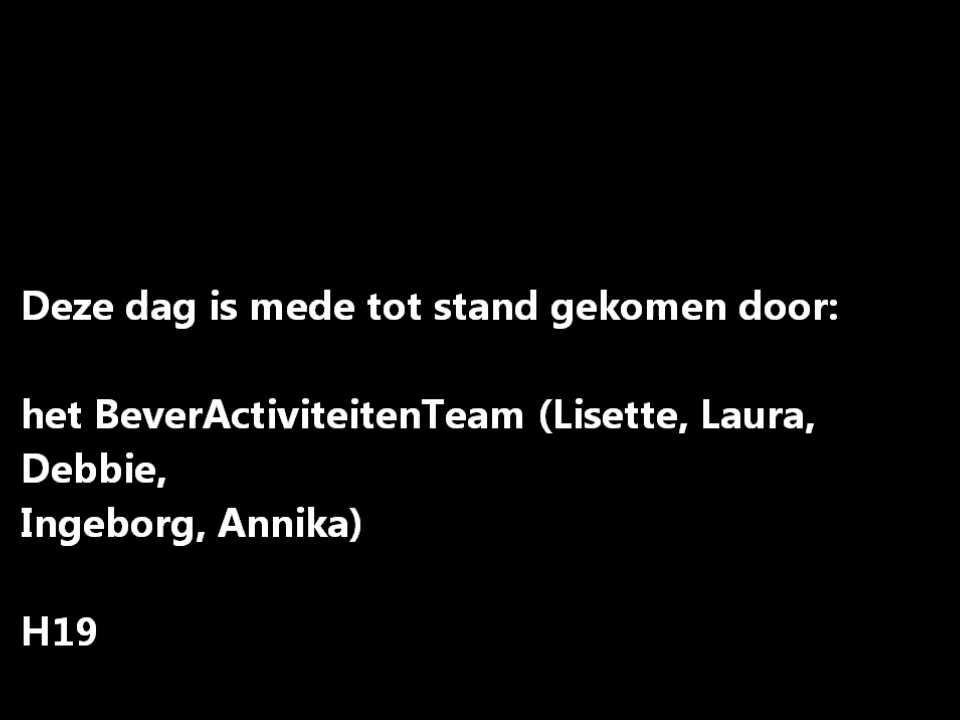 Deze dag is mede tot stand gekomen door:
het BeverActiviteitenTeam (Lisette, Laura,
Debbie,
Ingeborg, Annika)
H19